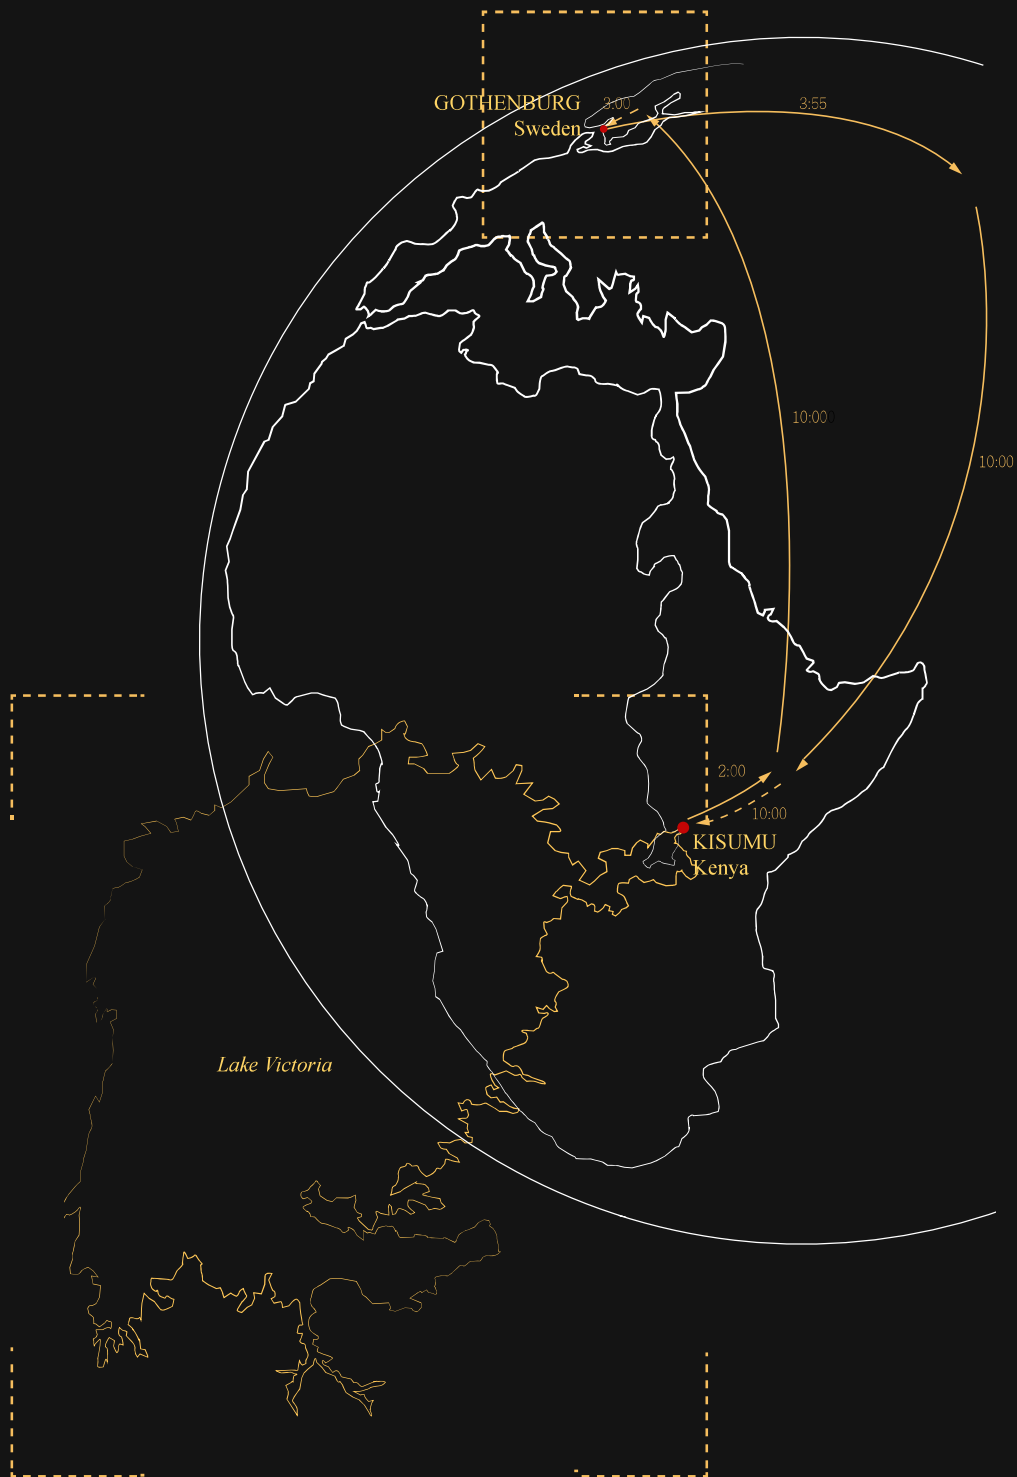 GOTHENBURG
Sweden
3:00
3:55
10:00
10:00
2:00
10:00
KISUMU
Kenya
Lake Victoria